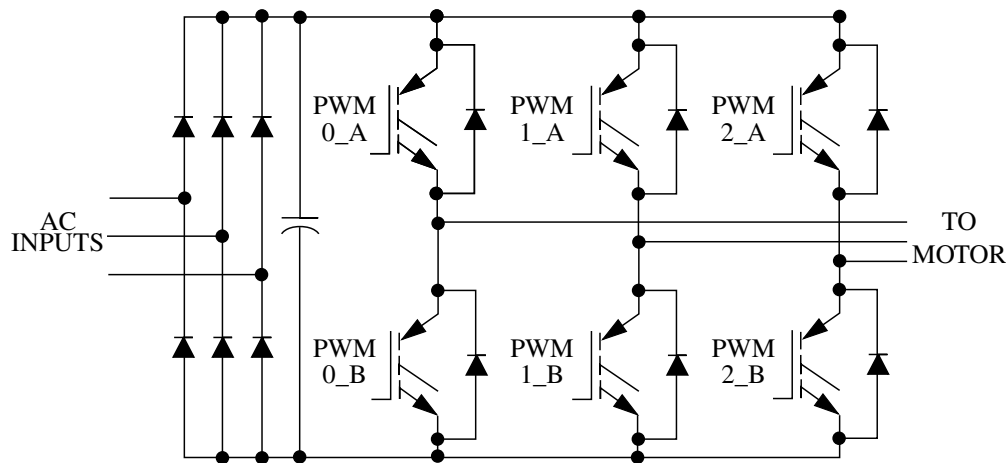 PWM
0_A
PWM
1_A
PWM
2_A
AC
INPUTS
TO
MOTOR
PWM
0_B
PWM
1_B
PWM
2_B